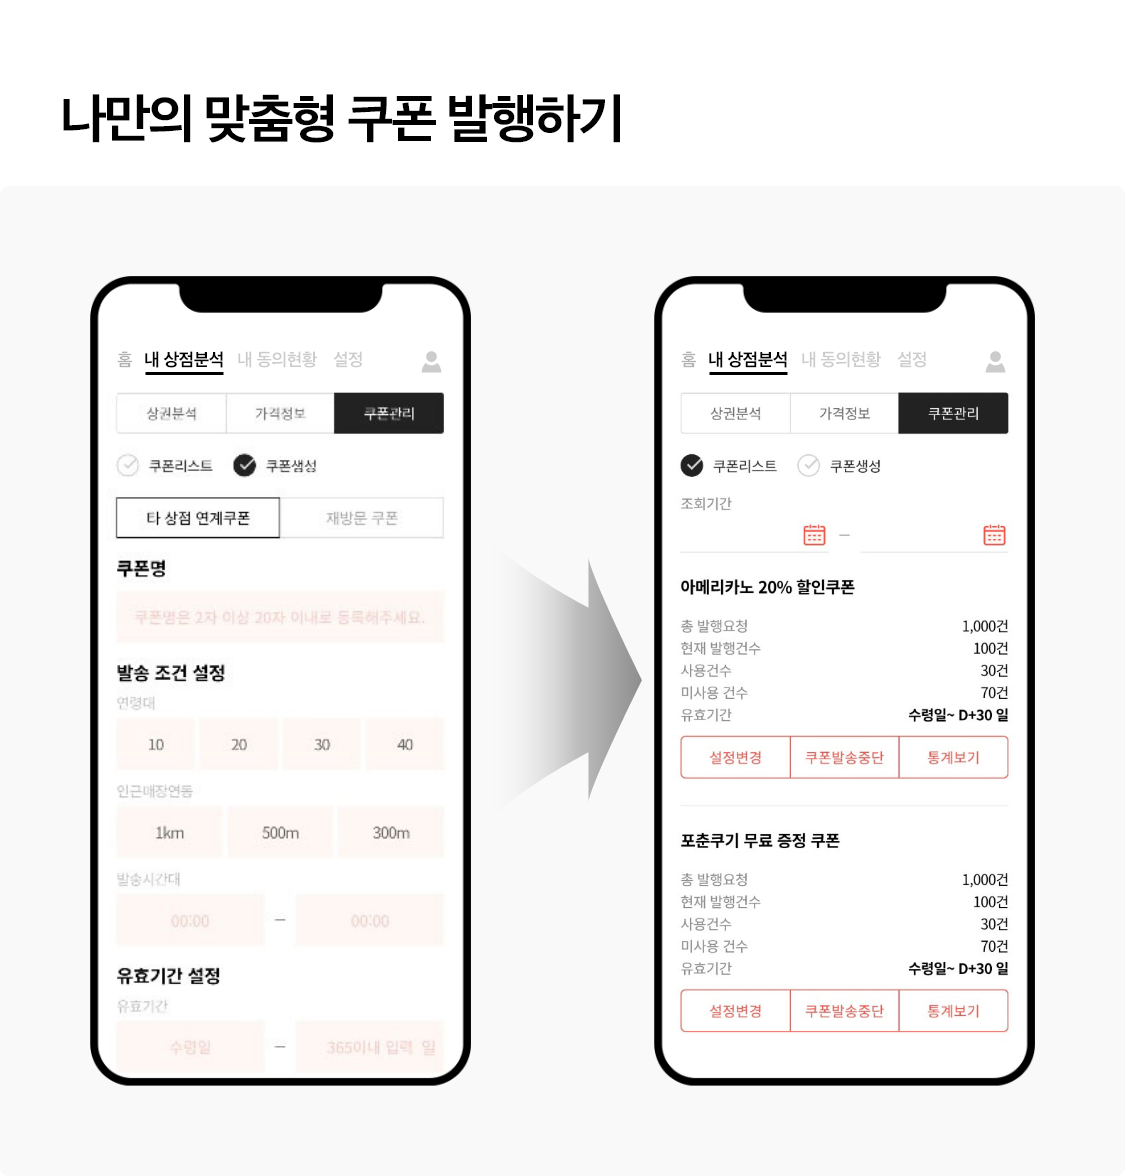 나만의 맞춤형 쿠폰 발행하기
홈 내 상점분석 내 동의현황 설정
상권분석 가격정보 쿠폰관리
쿠폰리스트 쿠폰생성
타 상점 연계쿠폰 재방문 쿠폰
쿠폰명
쿠폰명은 2자 이상 20자 이내로 등록해주세요.
발송 조건 설정
연령대
10 20 30 40
인근매장연동
1km 500m 300m
발송시간대
00:00 – 00:00
유효기간 설정
유효기간
수령일 – 365이내 입력 일
홈 내 상점분석 내 동의현황 설정
상권분석 가격정보 쿠폰관리
쿠폰리스트 쿠폰생성
조회기간
–
아메리카노 20% 할인쿠폰
총 발행요청 1,000건
현재 발행건수 100건
사용건수 30건
미사용 건수 70건
유효기간 수령일~ D+30 일
설정변경 쿠폰발송중단 통계보기
포춘쿠기 무료 증정 쿠폰
총 발행요청 1,000건
현재 발행건수 100건
사용건수 30건
미사용 건수 70건
유효기간 수령일~ D+30 일
설정변경 쿠폰발송중단 통계보기